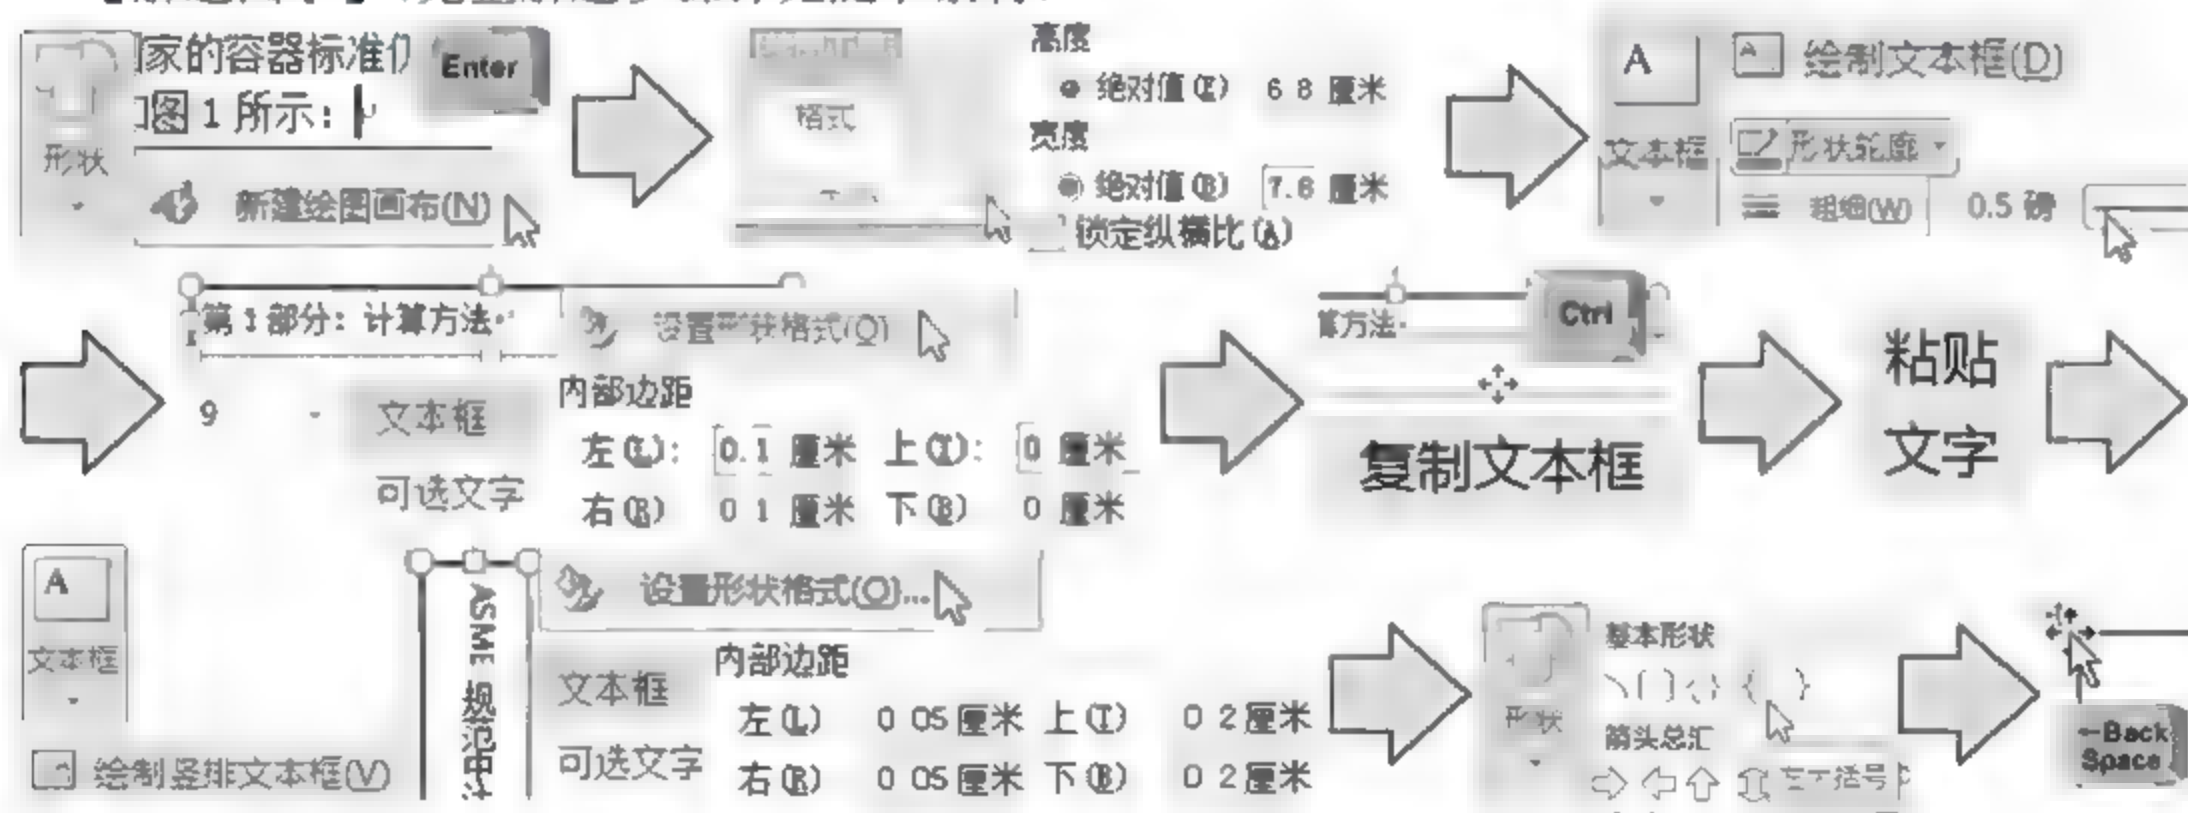 家的容器标准
Enter
图 1 所示：
形状
新建绘图画布(N)
格式
高度
绝对值(E) 6.8 厘米
宽度
绝对值(B) 7.6 厘米
锁定纵横比(A)
A
文本框
绘制文本框(D)
形状轮廓
粗细(W) 0.5 磅
第1部分：计算方法
9
设置形状格式(O)
文本框
可选文字
内部边距
左(L): 0.1 厘米 上(T): 0 厘米
右(R) 0.1 厘米 下(B) 0 厘米
算方法
Ctrl
复制文本框
粘贴
文字
A
文本框
绘制竖排文本框(V)
ASME 规范
设置形状格式(O)...
文本框
可选文字
内部边距
左(L) 0.05 厘米 上(T) 0.2 厘米
右(R) 0.05 厘米 下(B) 0.2 厘米
形状
基本形状
箭头总汇
左大括号
←Back
Space